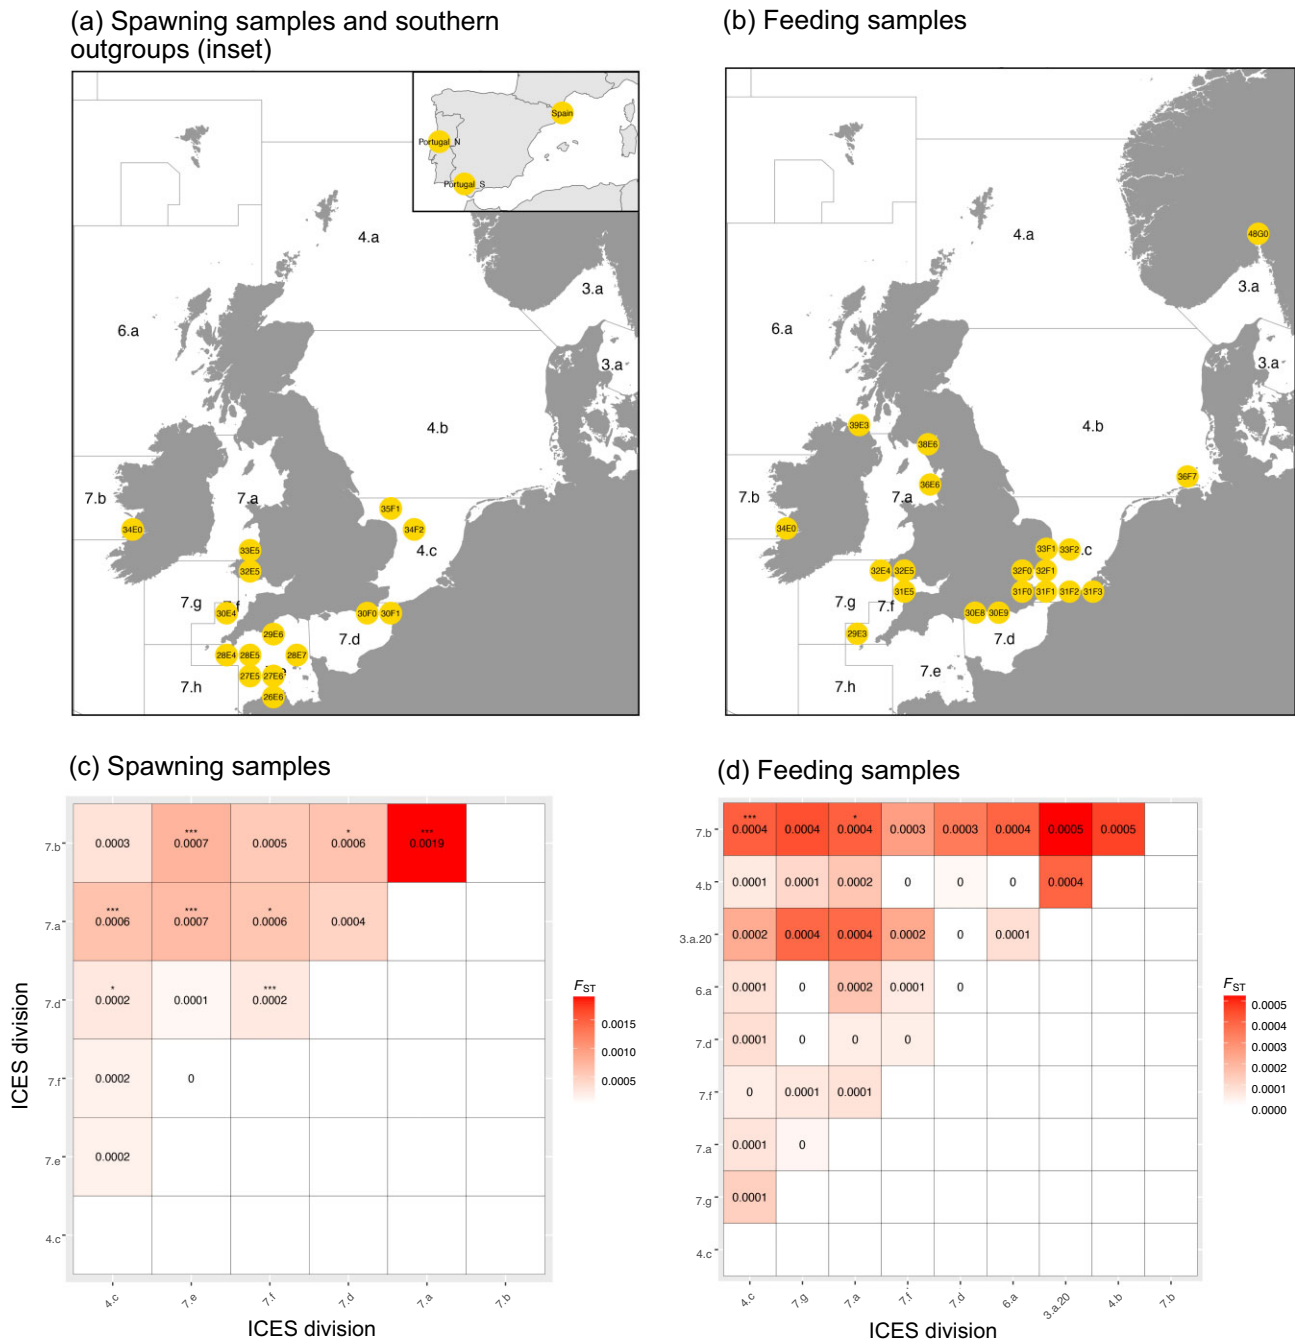 (a) Spawning samples and southern
outgroups (inset)
Spain
Portugal_N
Portugal_S
4.a
3.a
6.a
3.a
4.b
7.b
7.a
35F1
34E0
34F2
4.c
33E5
32E5
7.g
7.f
30E4
30F0
30F1
29E6
7.d
28E4
28E5
28E7
27E5
27E6
7.h
26E6
(b) Feeding samples
4.a
48G0
3.a
6.a
3.a
39E3
4.b
38E6
36F7
36E6
7.b
7.a
34E0
33F1
33F2
.c
32E4
32E5
32F0
32F1
31E5
31F0
31F1
31F2
31F3
7.g
7.f
30E8
30E9
29E3
7.d
7.e
7.h
(c) Spawning samples
7.b
0.0003
***
0.0007
0.0005
*
0.0006
***
0.0019
7.a
***
0.0006
***
0.0007
*
0.0006
0.0004
7.d
*
0.0002
0.0001
***
0.0002
7.f
0.0002
0
7.e
0.0002
4.c
4.c
7.e
7.f
7.d
7.a
7.b
ICES division
ICES division
FST
0.0015
0.0010
0.0005
(d) Feeding samples
7.b
***
0.0004
0.0004
*
0.0004
0.0003
0.0003
0.0004
0.0005
0.0005
4.b
0.0001
0.0001
0.0002
0
0
0
0.0004
3.a.20
0.0002
0.0004
0.0004
0.0002
0
0.0001
6.a
0.0001
0
0.0002
0.0001
0
7.d
0.0001
0
0
0
7.f
0
0.0001
0.0001
7.a
0.0001
0
7.g
0.0001
4.c
4.c
7.g
7.a
7.f
7.d
6.a
3.a.20
4.b
7.b
ICES division
FST
0.0005
0.0004
0.0003
0.0002
0.0001
0.0000